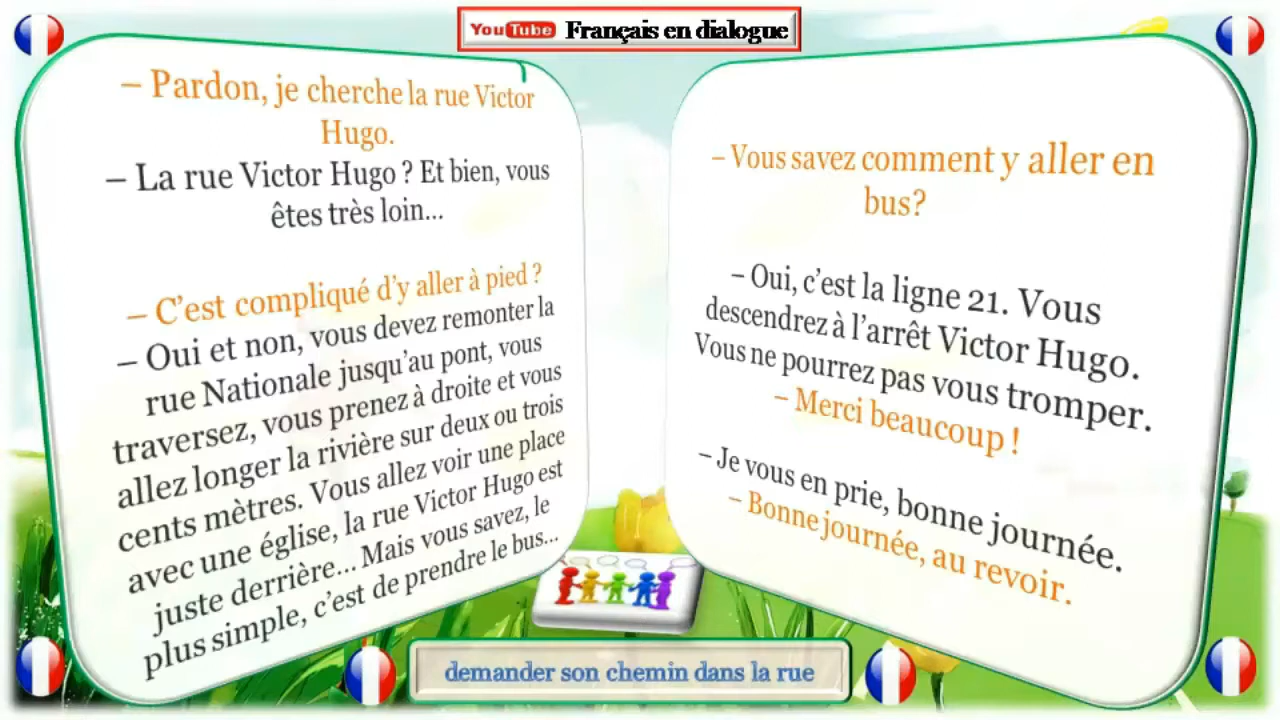 YouTube Français en dialogue
– Pardon, je cherche la rue Victor
Hugo.
– La rue Victor Hugo ? Et bien, vous
êtes très loin...
– C'est compliqué d'y aller à pied ?
– Oui et non, vous devez remonter la
rue Nationale jusqu'au pont, vous
traversez, vous prenez à droite et vous
allez longer la rivière sur deux ou trois
cents mètres. Vous allez voir une place
avec une église, la rue Victor Hugo est
juste derrière... Mais vous savez, le
plus simple, c'est de prendre le bus...
– Vous savez comment y aller en
bus?
– Oui, c'est la ligne 21. Vous
descendrez à l'arrêt Victor Hugo.
Vous ne pourrez pas vous tromper.
– Merci beaucoup !
– Je vous en prie, bonne journée.
– Bonne journée, au revoir.
demander son chemin dans la rue